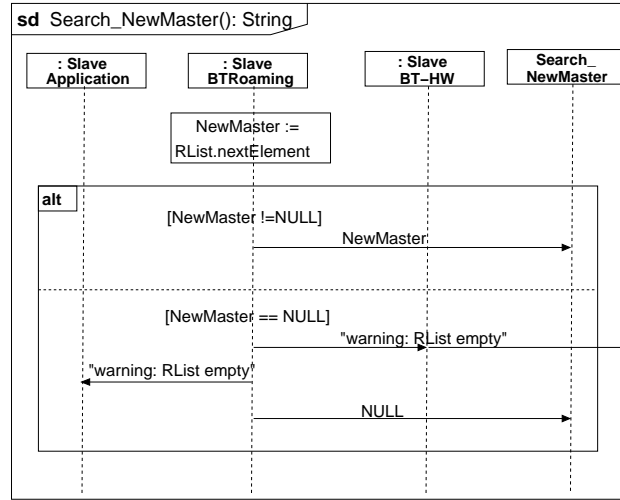 sd Search_NewMaster(): String
: Slave
Application
: Slave
BTRoaming
: Slave
BT−HW
Search_
NewMaster
NewMaster :=
RList.nextElement
alt
[NewMaster !=NULL]
NewMaster
[NewMaster == NULL]
"warning: RList empty"
"warning: RList empty"
NULL